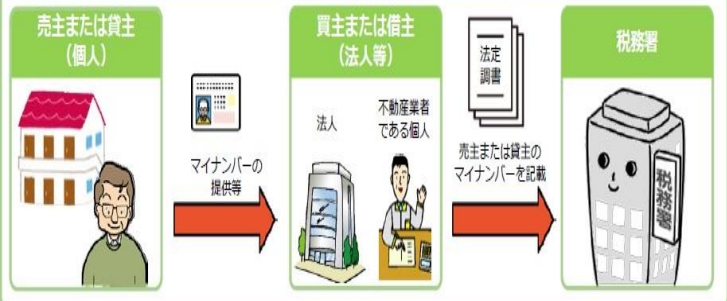 売主または貸主
（個人）
マイナンバーの
提供等
買主または借主
（法人等）
法人
不動産業者
である個人
法定
調書
売主または貸主の
マイナンバーを記載
税務署
税務署